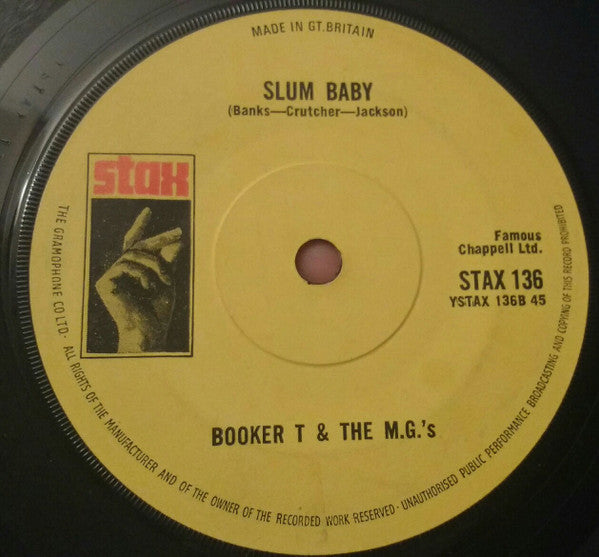 MADE IN GT.BRITAIN
SLUM BABY
(Banks—Crutcher—Jackson)
stax
Famous
Chappell Ltd.
STAX 136
YSTAX 136B 45
BOOKER T & THE M.G.'s
THE GRAMOPHONE CO LTD· ALL RIGHTS OF THE MANUFACTURER AND OF THE OWNER OF THE RECORDED WORK RESERVED· UNAUTHORISED PUBLIC PERFORMANCE BROADCASTING AND COPYING OF THIS RECORD PROHIBITED